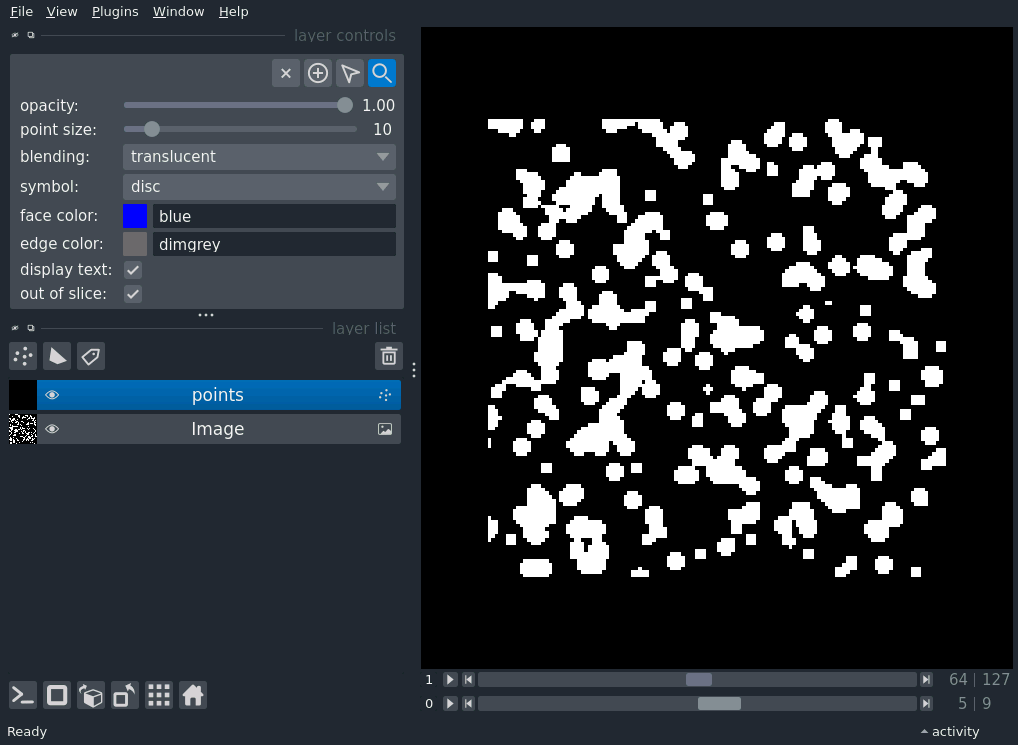 File View Plugins Window Help
layer controls
opacity: 1.00
point size: 10
blending: translucent
symbol: disc
face color: blue
edge color: dimgrey
display text:
out of slice:
layer list
points
Image
1 64 | 127
0 5 | 9
Ready activity